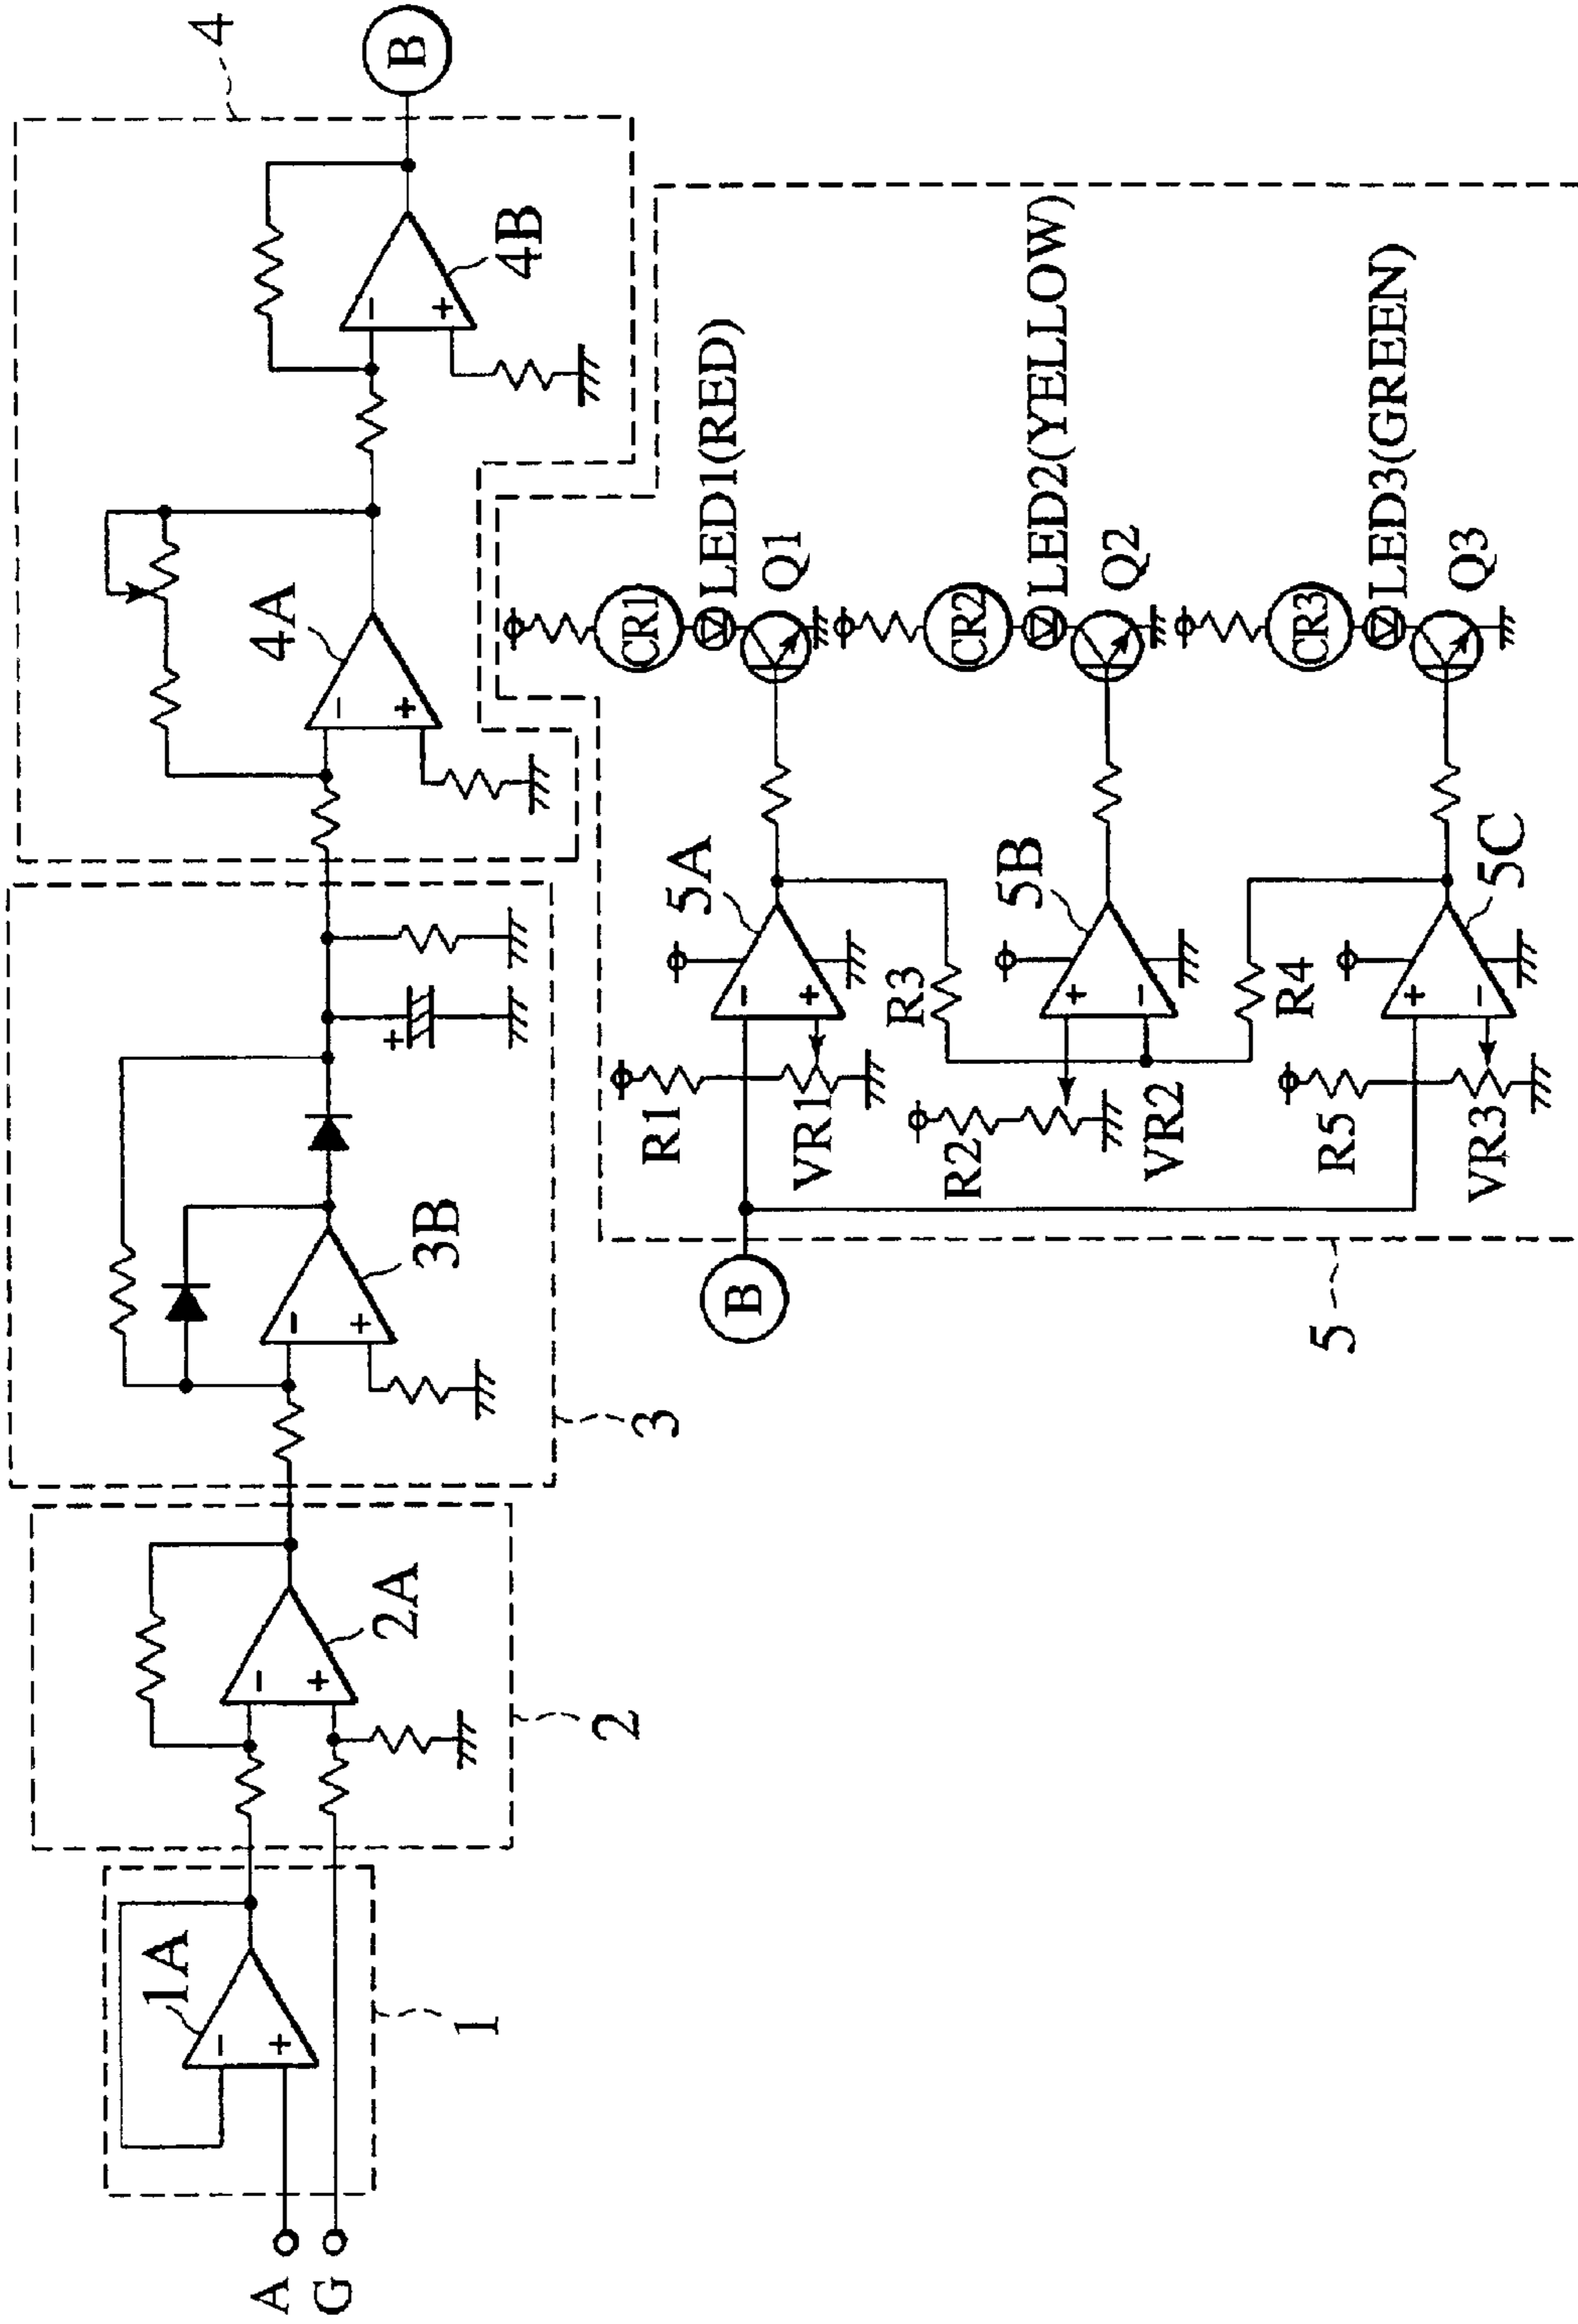 A
G
1A
1
2A
2
3B
3
+
4A
4B
4
B
B
5
R1
VR1
5A
R3
R2
VR2
5B
R4
R5
VR3
5C
CR1
LED1(RED)
Q1
CR2
LED2(YELLOW)
Q2
CR3
LED3(GREEN)
Q3
− +
− +
− +
− +
− +
− +
+ −
+ −